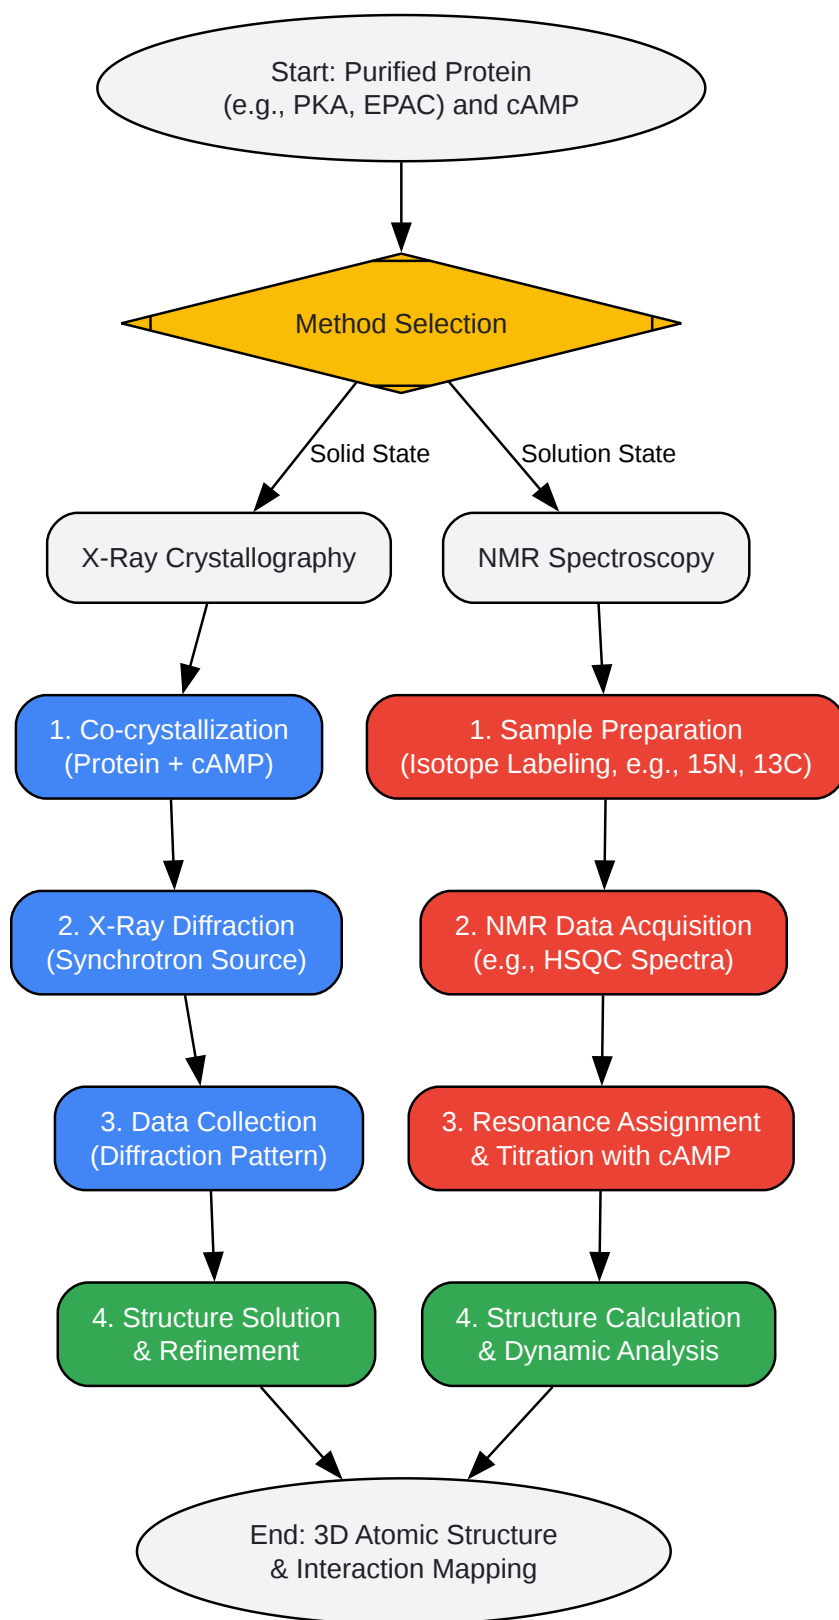 Start: Purified Protein
(e.g., PKA, EPAC) and cAMP
Method Selection
Solid State
Solution State
X-Ray Crystallography
NMR Spectroscopy
1. Co-crystallization
(Protein + cAMP)
1. Sample Preparation
(Isotope Labeling, e.g., 15N, 13C)
2. X-Ray Diffraction
(Synchrotron Source)
2. NMR Data Acquisition
(e.g., HSQC Spectra)
3. Data Collection
(Diffraction Pattern)
3. Resonance Assignment
& Titration with cAMP
4. Structure Solution
& Refinement
4. Structure Calculation
& Dynamic Analysis
End: 3D Atomic Structure
& Interaction Mapping